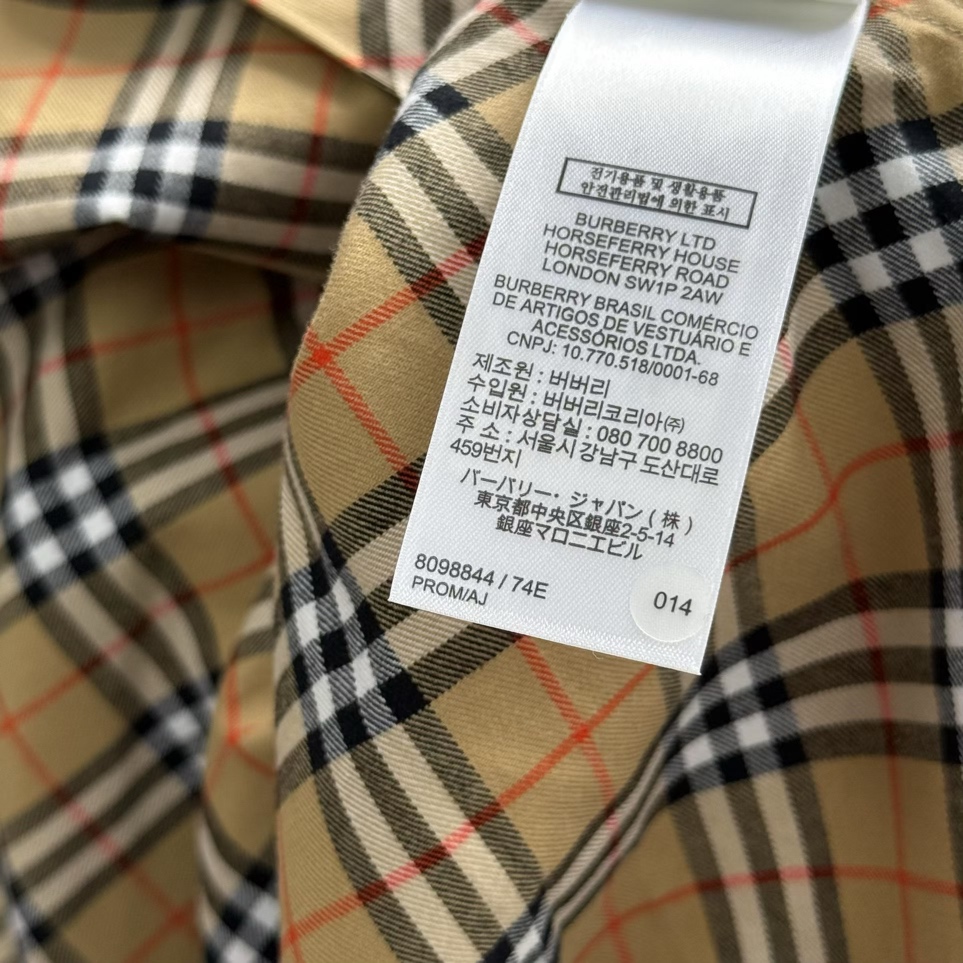 전기용품 및 생활용품
안전관리법에 의한 표시
BURBERRY LTD
HORSEFERRY HOUSE
HORSEFERRY ROAD
LONDON SW1P 2AW
BURBERRY BRASIL COMÉRCIO
DE ARTIGOS DE VESTUÁRIO E
ACESSÓRIOS LTDA.
CNPJ: 10.770.518/0001-68
제조원 : 버버리
수입원 : 버버리코리아㈜
소비자상담실 : 080 700 8800
주 소 : 서울시 강남구 도산대로
459번지
バーバリー・ジャパン ( 株 )
東京都中央区銀座2-5-14
銀座マロニエビル
8098844 / 74E
PROM/AJ
014